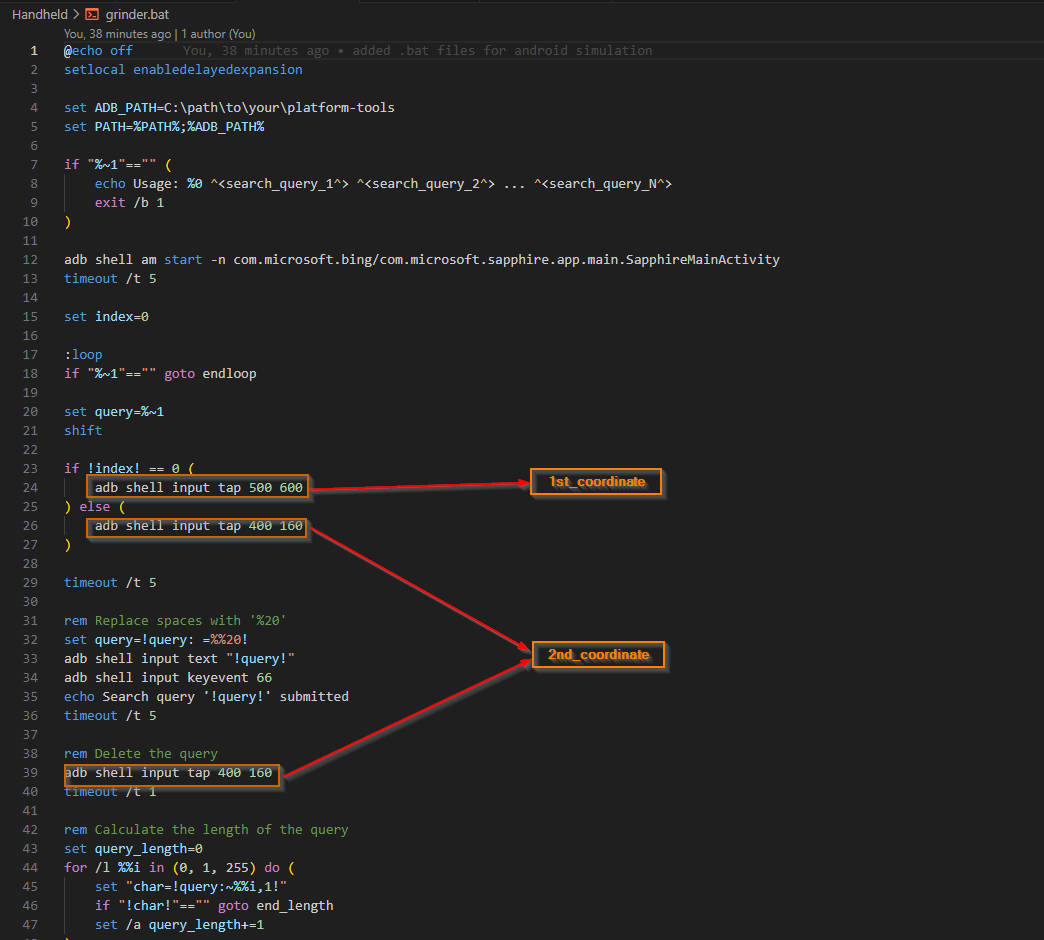 Handheld > grinder.bat
You, 38 minutes ago | 1 author (You)
1 @echo off You, 38 minutes ago • added .bat files for android simulation
2 setlocal enabledelayedexpansion
3
4 set ADB_PATH=C:\path\to\your\platform-tools
5 set PATH=%PATH%;%ADB_PATH%
6
7 if "%~1"=="" (
8 echo Usage: %0 ^<search_query_1^> ^<search_query_2^> ... ^<search_query_N^>
9 exit /b 1
10 )
11
12 adb shell am start -n com.microsoft.bing/com.microsoft.sapphire.app.main.SapphireMainActivity
13 timeout /t 5
14
15 set index=0
16
17 :loop
18 if "%~1"=="" goto endloop
19
20 set query=%~1
21 shift
22
23 if !index! == 0 (
24 adb shell input tap 500 600 1st_coordinate
25 ) else (
26 adb shell input tap 400 160
27 )
28
29 timeout /t 5
30
31 rem Replace spaces with '%20'
32 set query=!query: =%%20!
33 adb shell input text "!query!" 2nd_coordinate
34 adb shell input keyevent 66
35 echo Search query '!query!' submitted
36 timeout /t 5
37
38 rem Delete the query
39 adb shell input tap 400 160
40 timeout /t 1
41
42 rem Calculate the length of the query
43 set query_length=0
44 for /l %%i in (0, 1, 255) do (
45 set "char=!query:~%%i,1!"
46 if "!char!"=="" goto end_length
47 set /a query_length+=1